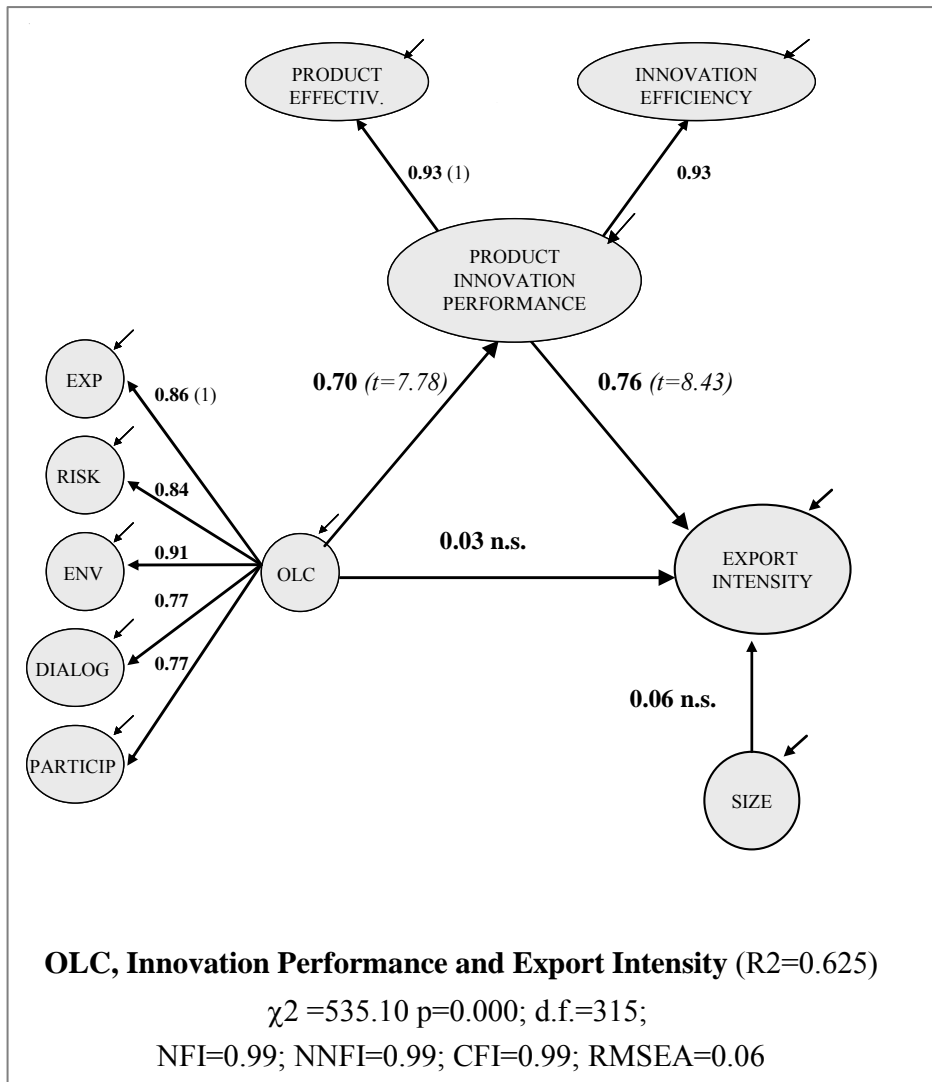 PRODUCT
EFFECTIV.
INNOVATION
EFFICIENCY
0.93 (1)
0.93
PRODUCT
INNOVATION
PERFORMANCE
EXP
0.86 (1)
0.70 (t=7.78)
0.76 (t=8.43)
RISK
0.84
ENV
0.91
OLC
0.03 n.s.
EXPORT
INTENSITY
0.77
DIALOG
0.77
PARTICIP
0.06 n.s.
SIZE
OLC, Innovation Performance and Export Intensity (R2=0.625)
χ2 =535.10 p=0.000; d.f.=315;
NFI=0.99; NNFI=0.99; CFI=0.99; RMSEA=0.06